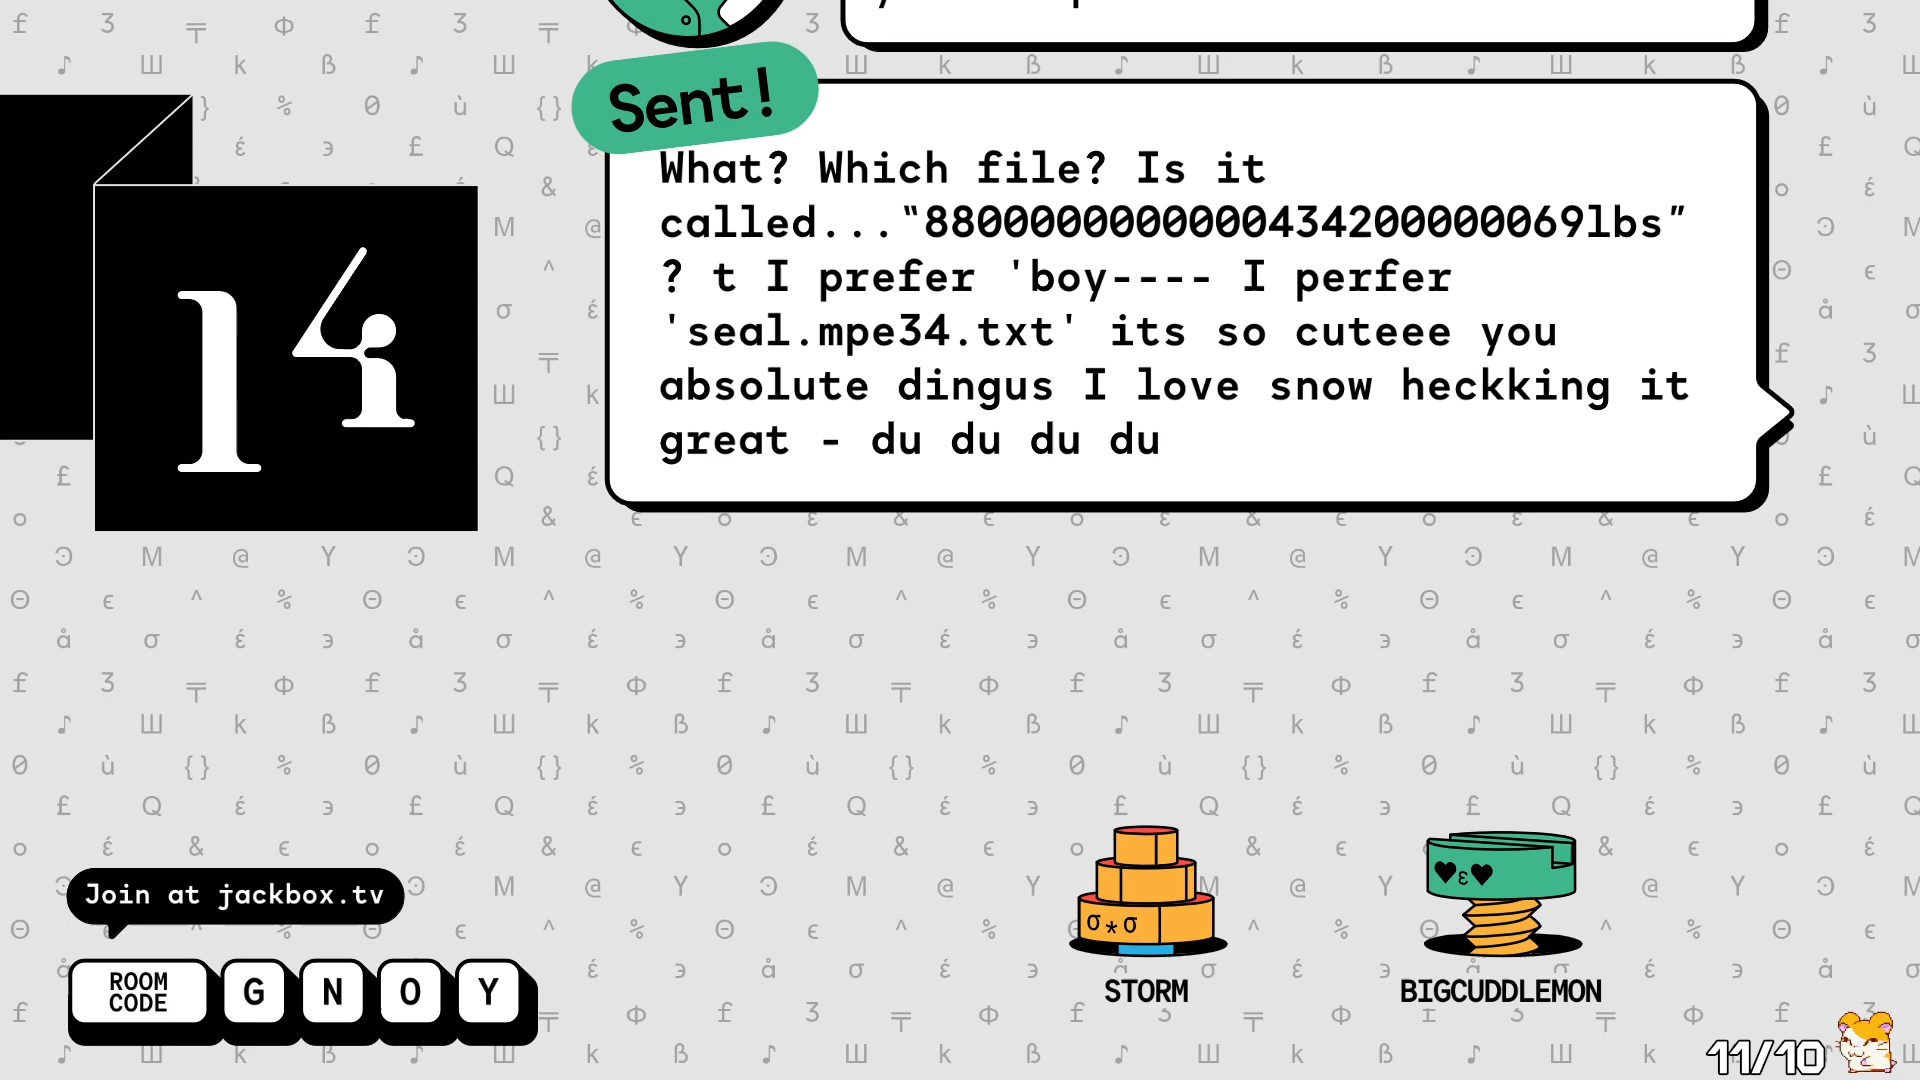 Sent!
What? Which file? Is it
called..."8800000000000434200000069lbs"
? t I prefer 'boy---- I perfer
'seal.mpe34.txt' its so cuteee you
absolute dingus I love snow heckking it
great - du du du du
14
Join at jackbox.tv
ROOM CODE
G N O Y
σ*σ
♥ε♥
STORM
BIGCUDDLEMON
11/10